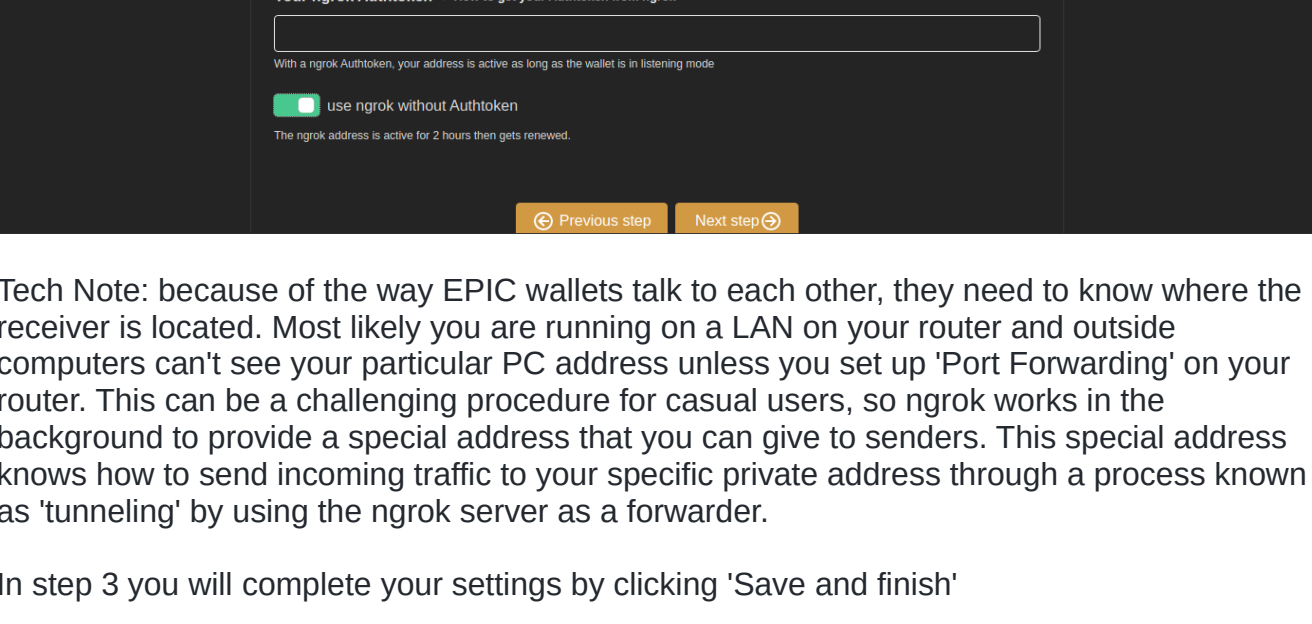 With a ngrok Authtoken, your address is active as long as the wallet is in listening mode
use ngrok without Authtoken
The ngrok address is active for 2 hours then gets renewed.
Previous step
Next step
Tech Note: because of the way EPIC wallets talk to each other, they need to know where the
receiver is located. Most likely you are running on a LAN on your router and outside
computers can't see your particular PC address unless you set up 'Port Forwarding' on your
router. This can be a challenging procedure for casual users, so ngrok works in the
background to provide a special address that you can give to senders. This special address
knows how to send incoming traffic to your specific private address through a process known
as 'tunneling' by using the ngrok server as a forwarder.
In step 3 you will complete your settings by clicking 'Save and finish'